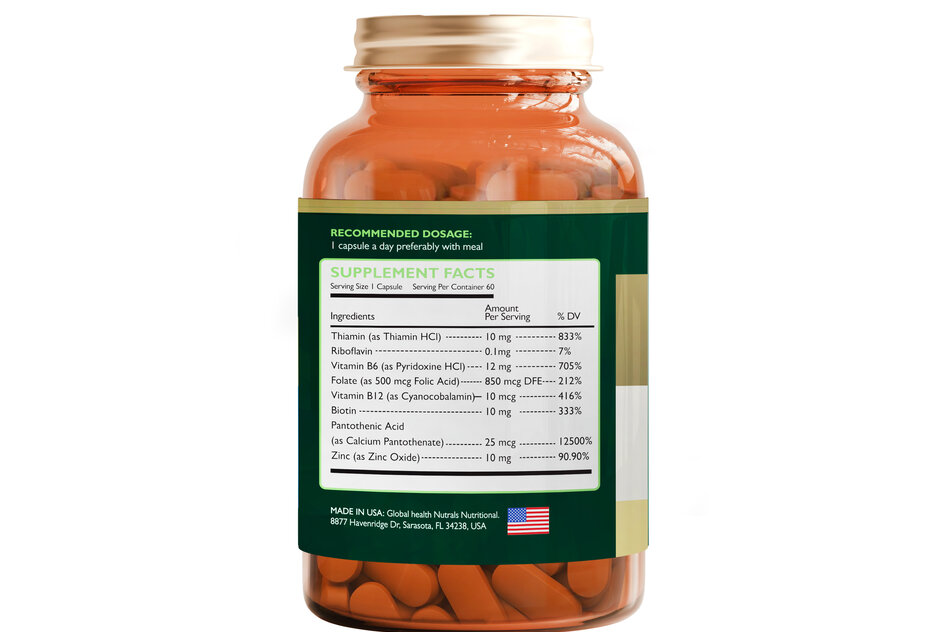 RECOMMENDED DOSAGE:
1 capsule a day preferably with meal
SUPPLEMENT FACTS
Serving Size 1 Capsule Serving Per Container 60
Ingredients Amount Per Serving % DV
Thiamin (as Thiamin HCl) ---------- 10 mg ---------- 833%
Riboflavin ------------------------------ 0.1mg ---------- 7%
Vitamin B6 (as Pyridoxine HCl) ---- 12 mg ---------- 705%
Folate (as 500 mcg Folic Acid) ------ 850 mcg DFE---- 212%
Vitamin B12 (as Cyanocobalamin)-- 10 mcg ---------- 416%
Biotin ----------------------------------- 10 mg ---------- 333%
Pantothenic Acid
(as Calcium Pantothenate) ---------- 25 mcg ---------- 12500%
Zinc (as Zinc Oxide) ----------------- 10 mg ---------- 90.90%
MADE IN USA: Global health Nutrals Nutritional.
8877 Havenridge Dr, Sarasota, FL 34238, USA